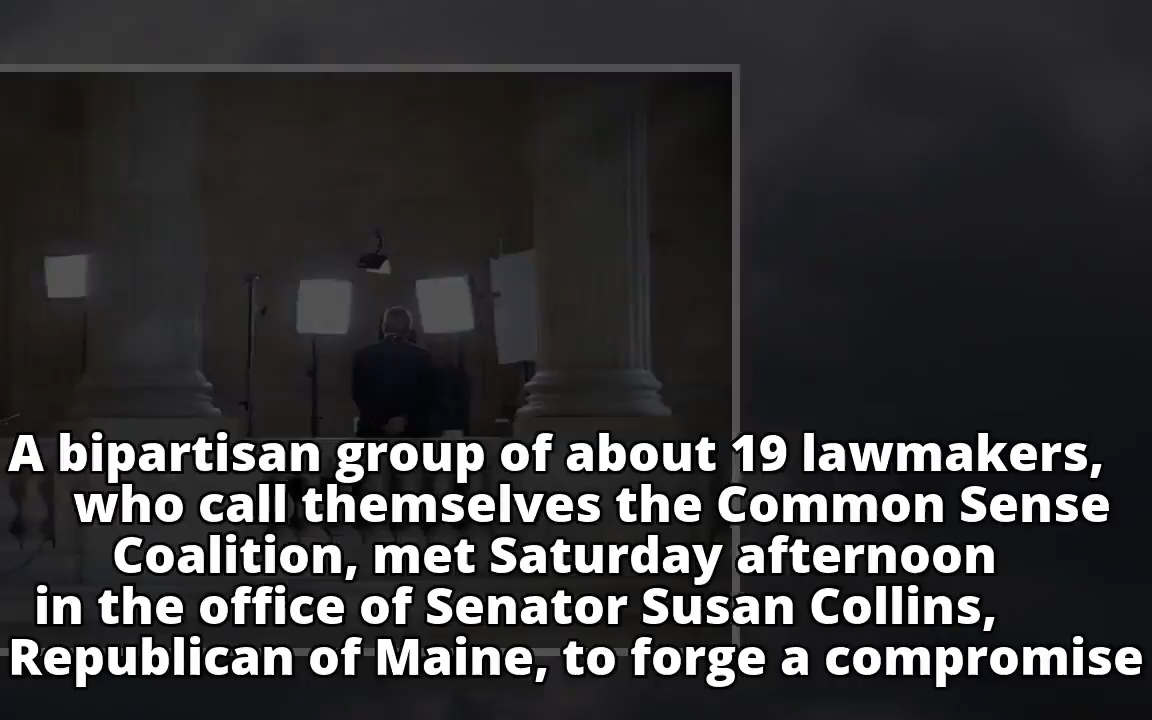 A bipartisan group of about 19 lawmakers,
who call themselves the Common Sense
Coalition, met Saturday afternoon
in the office of Senator Susan Collins,
Republican of Maine, to forge a compromise